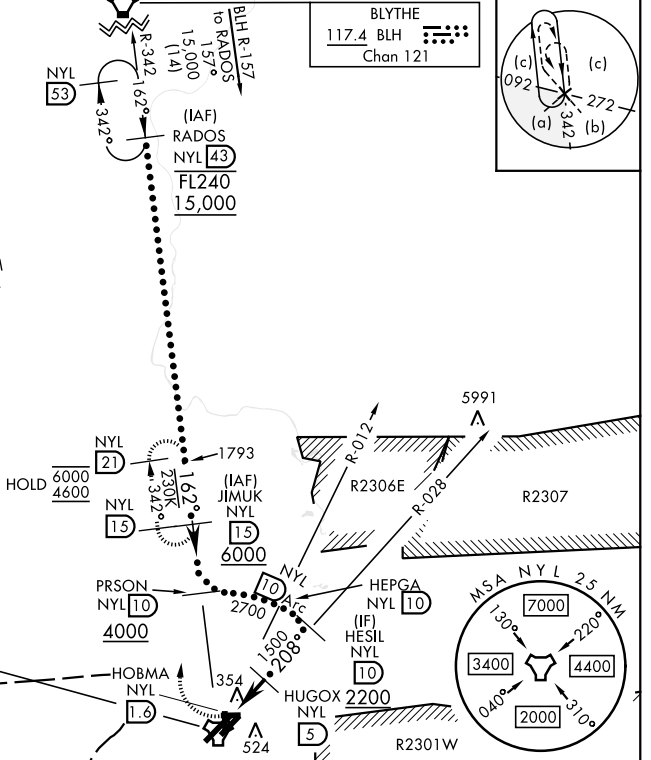 BLYTHE
117.4 BLH
Chan 121
BLH R-157
to RADOS
157°
15,000
(14)
R-342
162°
342°
NYL
53
(IAF)
RADOS
NYL 43
FL240
15,000
(c)
(c)
092
272
(a)
(b)
342
5991
NYL
21
1793
HOLD 6000
4600
230K
162°
342°
NYL
15
(IAF)
JIMUK
NYL
15
6000
R-012
R-028
R2306E
R2307
PRSON
NYL 10
4000
NYL
10 Arc
2700
HEPGA
NYL 10
(IF)
HESIL
NYL
10
2200
1500
208°
HUGOX
NYL
5
HOBMA
NYL
1.6
354
524
R2301W
MSA NYL 25 NM
7000
130°
220°
3400
4400
040°
2000
310°